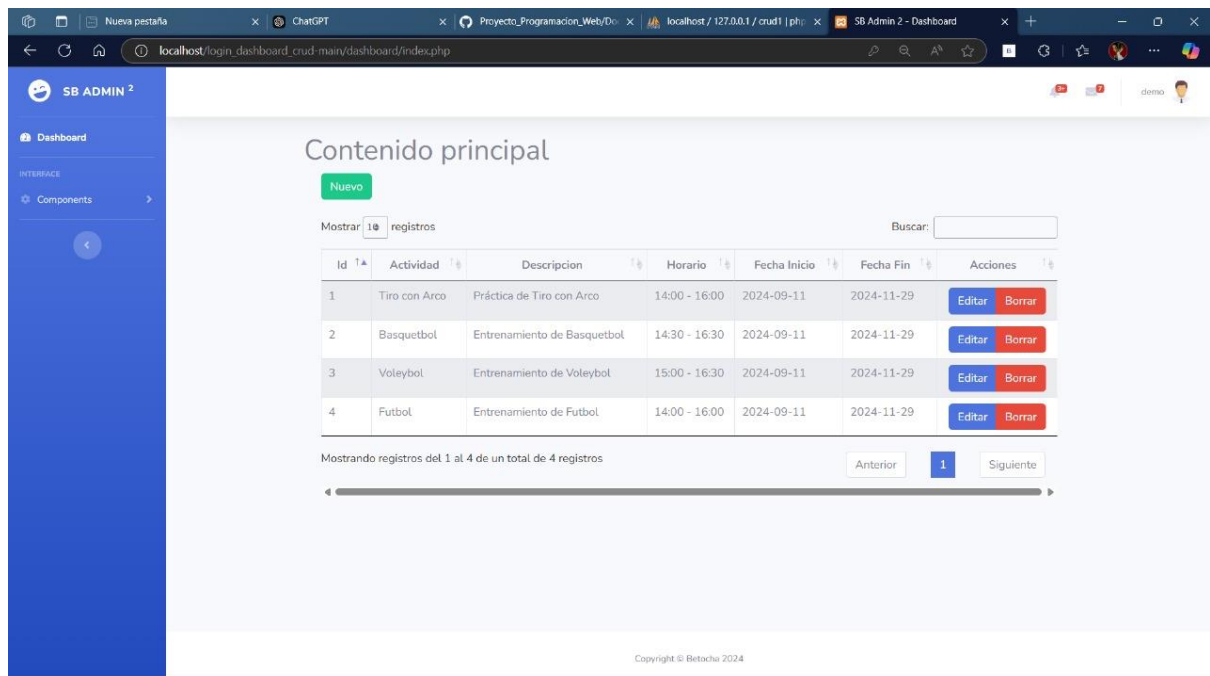 Nueva pestaña
ChatGPT
Proyecto_Programacion_Web/Do
localhost / 127.0.0.1 / crud1 | php
SB Admin 2 - Dashboard
localhost/login_dashboard_crud-main/dashboard/index.php
SB ADMIN 2
3+
7
demo
Dashboard
INTERFACE
Components
Contenido principal
Nuevo
Mostrar 10 registros
Buscar:
Id Actividad Descripcion Horario Fecha Inicio Fecha Fin Acciones
1 Tiro con Arco Práctica de Tiro con Arco 14:00 - 16:00 2024-09-11 2024-11-29 Editar Borrar
2 Basquetbol Entrenamiento de Basquetbol 14:30 - 16:30 2024-09-11 2024-11-29 Editar Borrar
3 Voleybol Entrenamiento de Voleybol 15:00 - 16:30 2024-09-11 2024-11-29 Editar Borrar
4 Futbol Entrenamiento de Futbol 14:00 - 16:00 2024-09-11 2024-11-29 Editar Borrar
Mostrando registros del 1 al 4 de un total de 4 registros
Anterior 1 Siguiente
Copyright © Betocha 2024